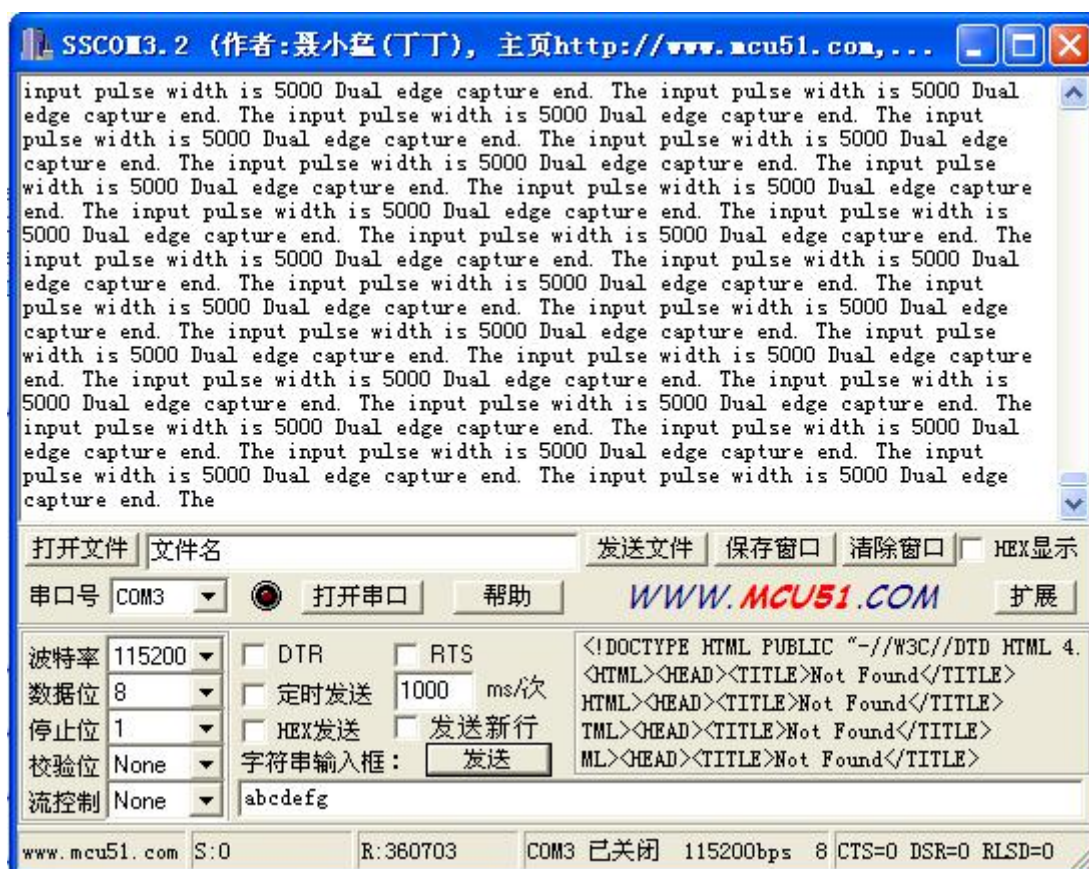 SSCOM3.2 (作者:聂小猛(丁丁), 主页http://www.mcu51.com,...
input pulse width is 5000 Dual edge capture end. The input pulse width is 5000 Dual
edge capture end. The input pulse width is 5000 Dual edge capture end. The input
pulse width is 5000 Dual edge capture end. The input pulse width is 5000 Dual edge
capture end. The input pulse width is 5000 Dual edge capture end. The input pulse
width is 5000 Dual edge capture end. The input pulse width is 5000 Dual edge capture
end. The input pulse width is 5000 Dual edge capture end. The input pulse width is
5000 Dual edge capture end. The input pulse width is 5000 Dual edge capture end. The
input pulse width is 5000 Dual edge capture end. The input pulse width is 5000 Dual
edge capture end. The input pulse width is 5000 Dual edge capture end. The input
pulse width is 5000 Dual edge capture end. The input pulse width is 5000 Dual edge
capture end. The input pulse width is 5000 Dual edge capture end. The input pulse
width is 5000 Dual edge capture end. The input pulse width is 5000 Dual edge capture
end. The input pulse width is 5000 Dual edge capture end. The input pulse width is
5000 Dual edge capture end. The input pulse width is 5000 Dual edge capture end. The
input pulse width is 5000 Dual edge capture end. The input pulse width is 5000 Dual
edge capture end. The input pulse width is 5000 Dual edge capture end. The input
pulse width is 5000 Dual edge capture end. The input pulse width is 5000 Dual edge
capture end. The
打开文件 文件名 发送文件 保存窗口 清除窗口 HEX显示
串口号 COM3 打开串口 帮助 WWW.MCU51.COM 扩展
波特率 115200 DTR RTS
数据位 8 定时发送 1000 ms/次
停止位 1 HEX发送 发送新行
校验位 None 字符串输入框: 发送
流控制 None abcdefg
<!DOCTYPE HTML PUBLIC "-//W3C//DTD HTML 4.
<HTML><HEAD><TITLE>Not Found</TITLE>
HTML><HEAD><TITLE>Not Found</TITLE>
TML><HEAD><TITLE>Not Found</TITLE>
ML><HEAD><TITLE>Not Found</TITLE>
www.mcu51.com S:0 R:360703 COM3 已关闭 115200bps 8 CTS=0 DSR=0 RLSD=0